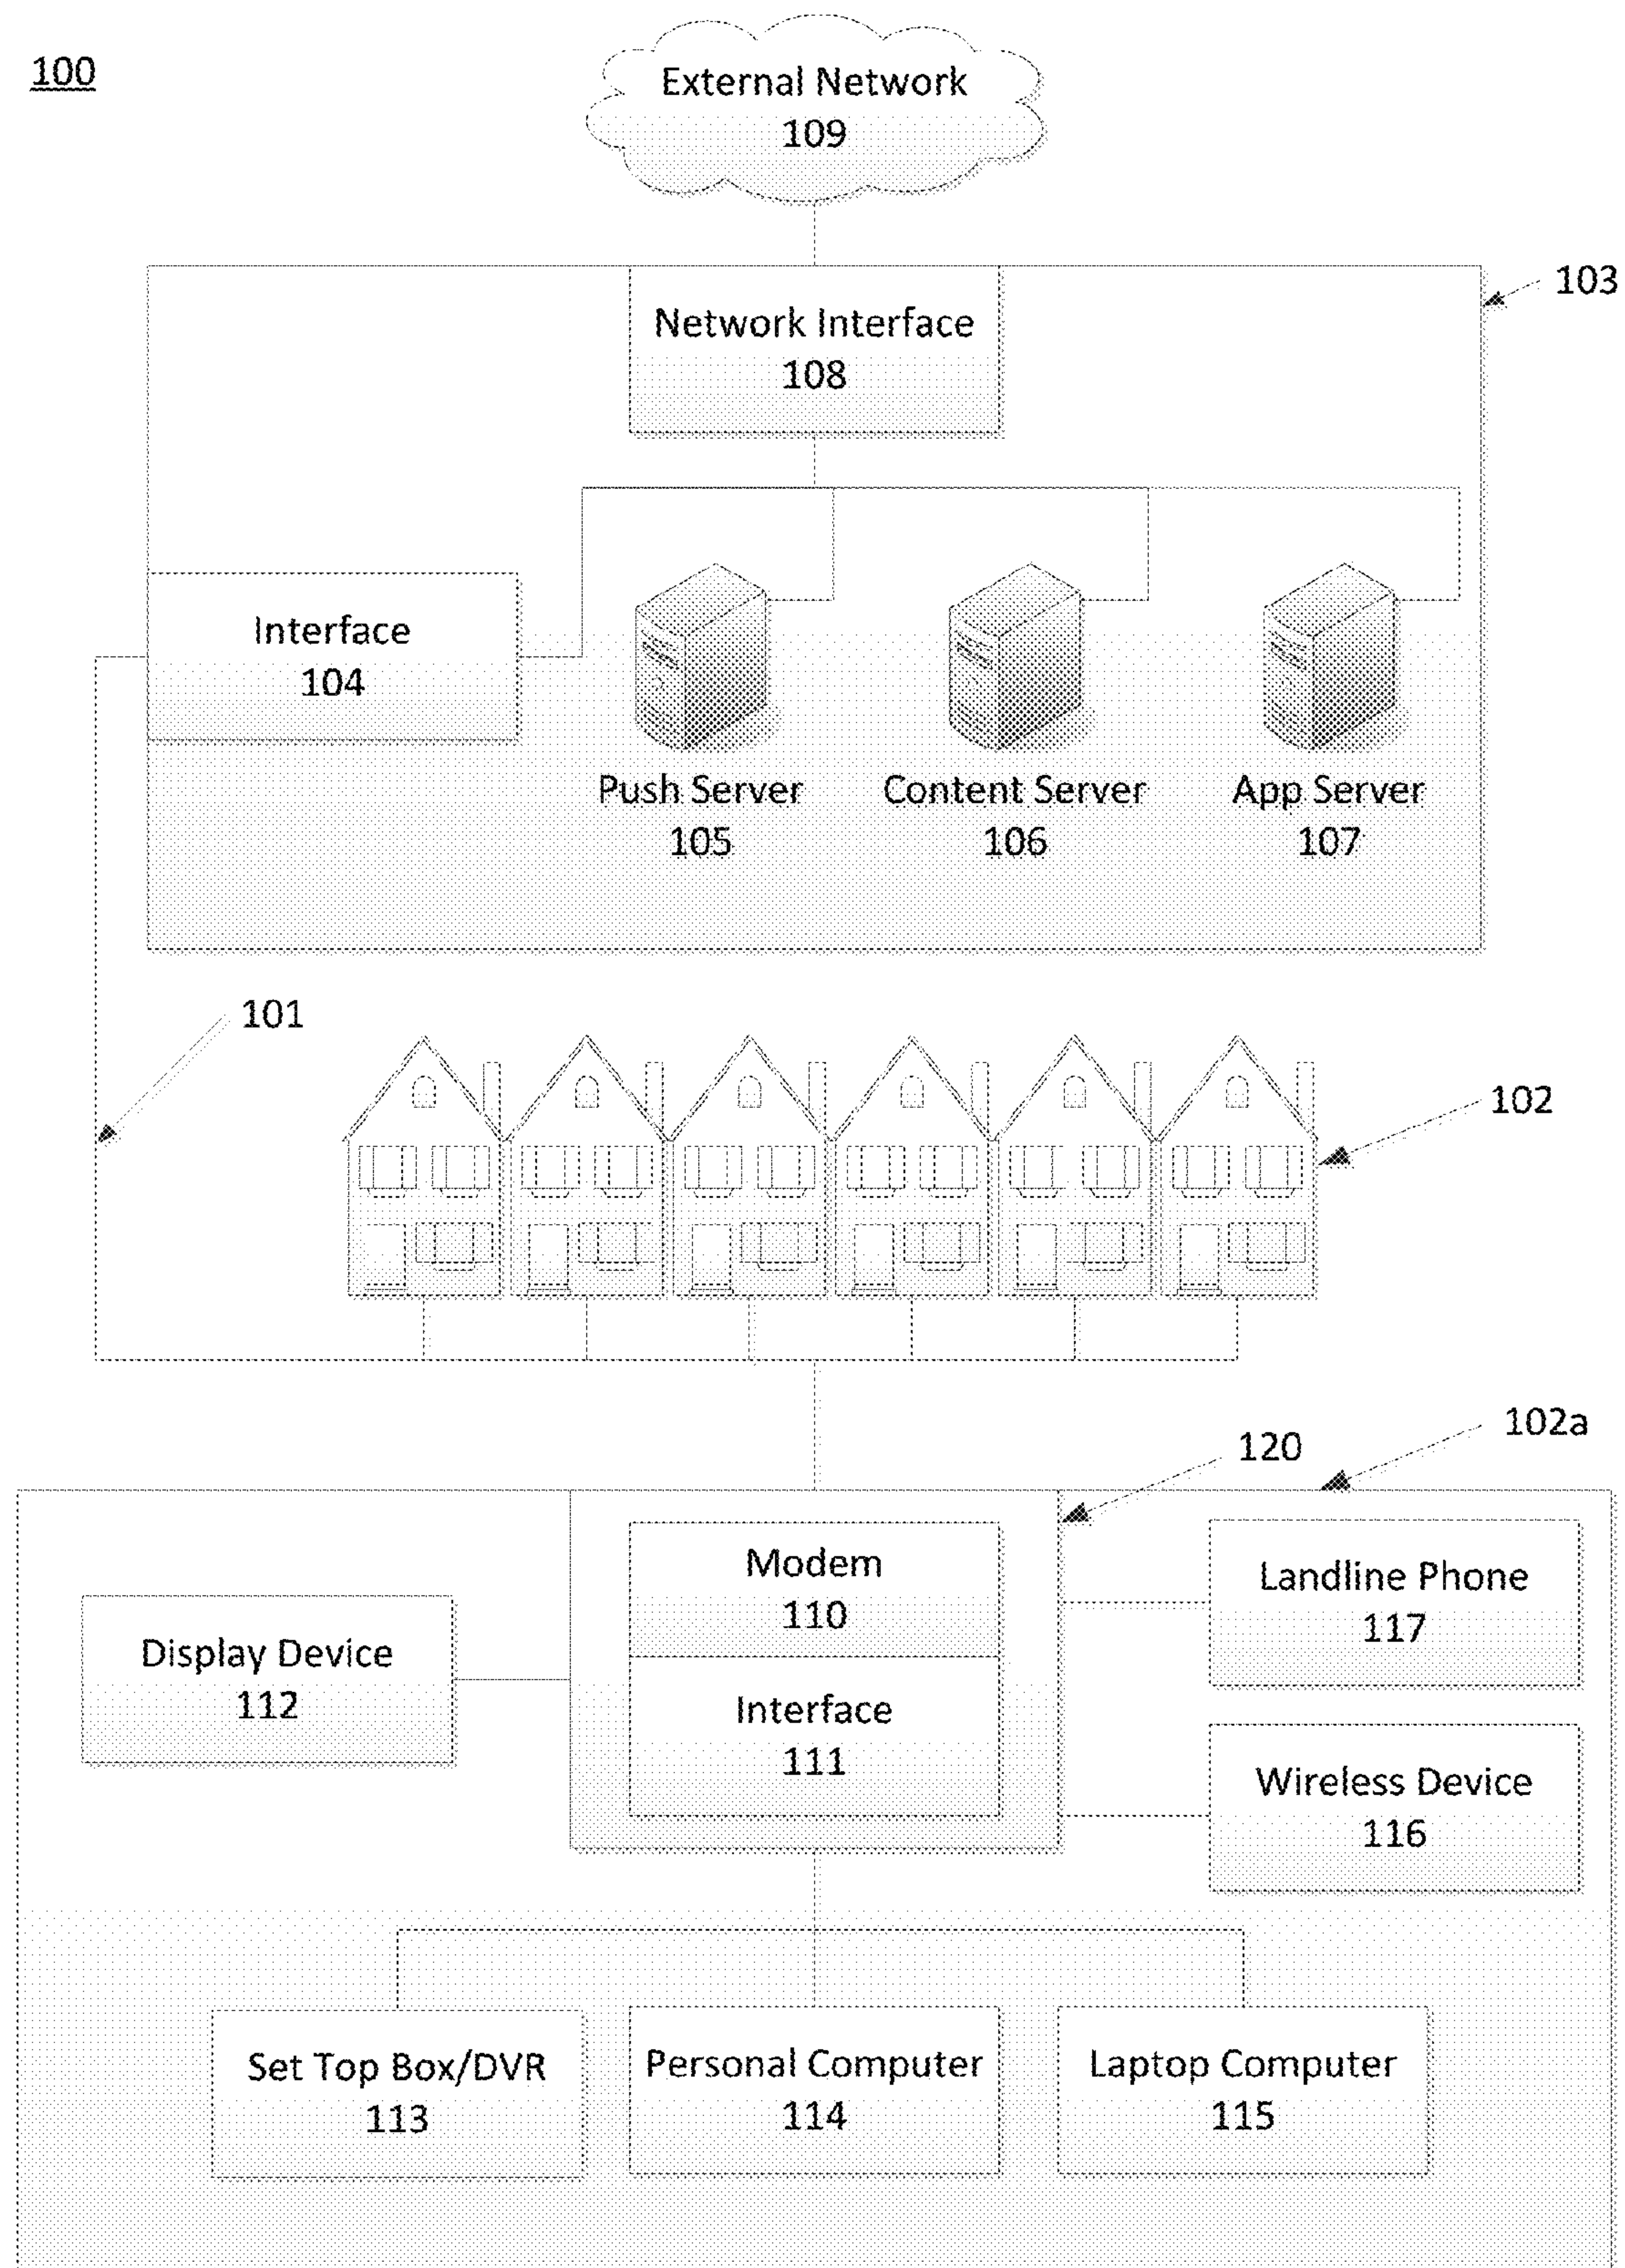 100
External Network
109
103
Network Interface
108
Interface
104
Push Server
105
Content Server
106
App Server
107
101
102
102a
120
Modem
110
Landline Phone
117
Display Device
112
Interface
111
Wireless Device
116
Set Top Box/DVR
113
Personal Computer
114
Laptop Computer
115